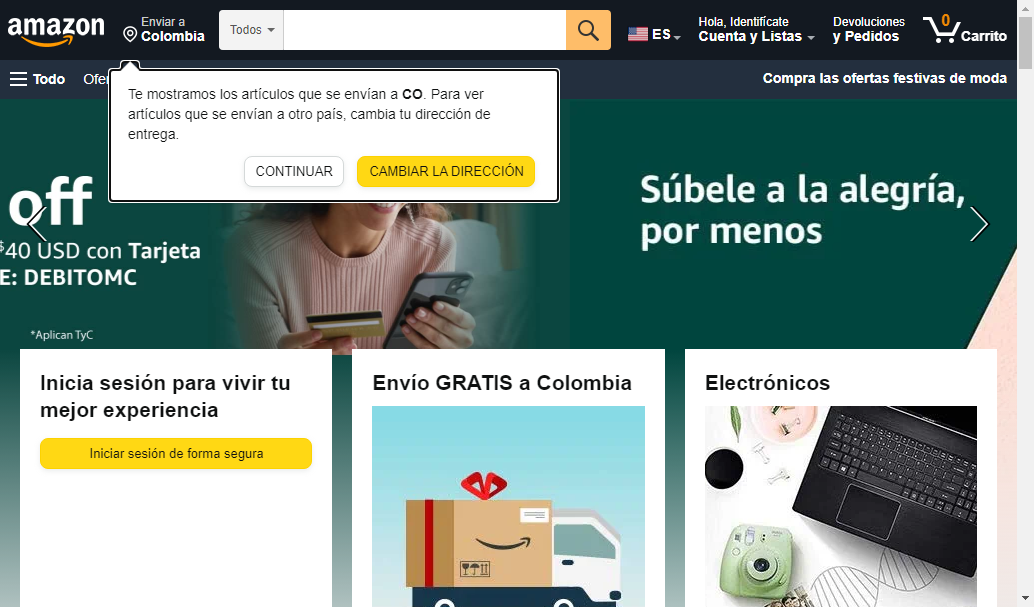 amazon
Enviar a
Colombia
Todos
ES
Hola, Identifícate
Cuenta y Listas
Devoluciones
y Pedidos
0
Carrito
Todo
Compra las ofertas festivas de moda
Te mostramos los artículos que se envían a CO. Para ver
artículos que se envían a otro país, cambia tu dirección de
entrega.
CONTINUAR
CAMBIAR LA DIRECCIÓN
off
$40 USD con Tarjeta
E: DEBITOMC
*Aplican TyC
Súbele a la alegría,
por menos
Inicia sesión para vivir tu
mejor experiencia
Iniciar sesión de forma segura
Envío GRATIS a Colombia
Electrónicos